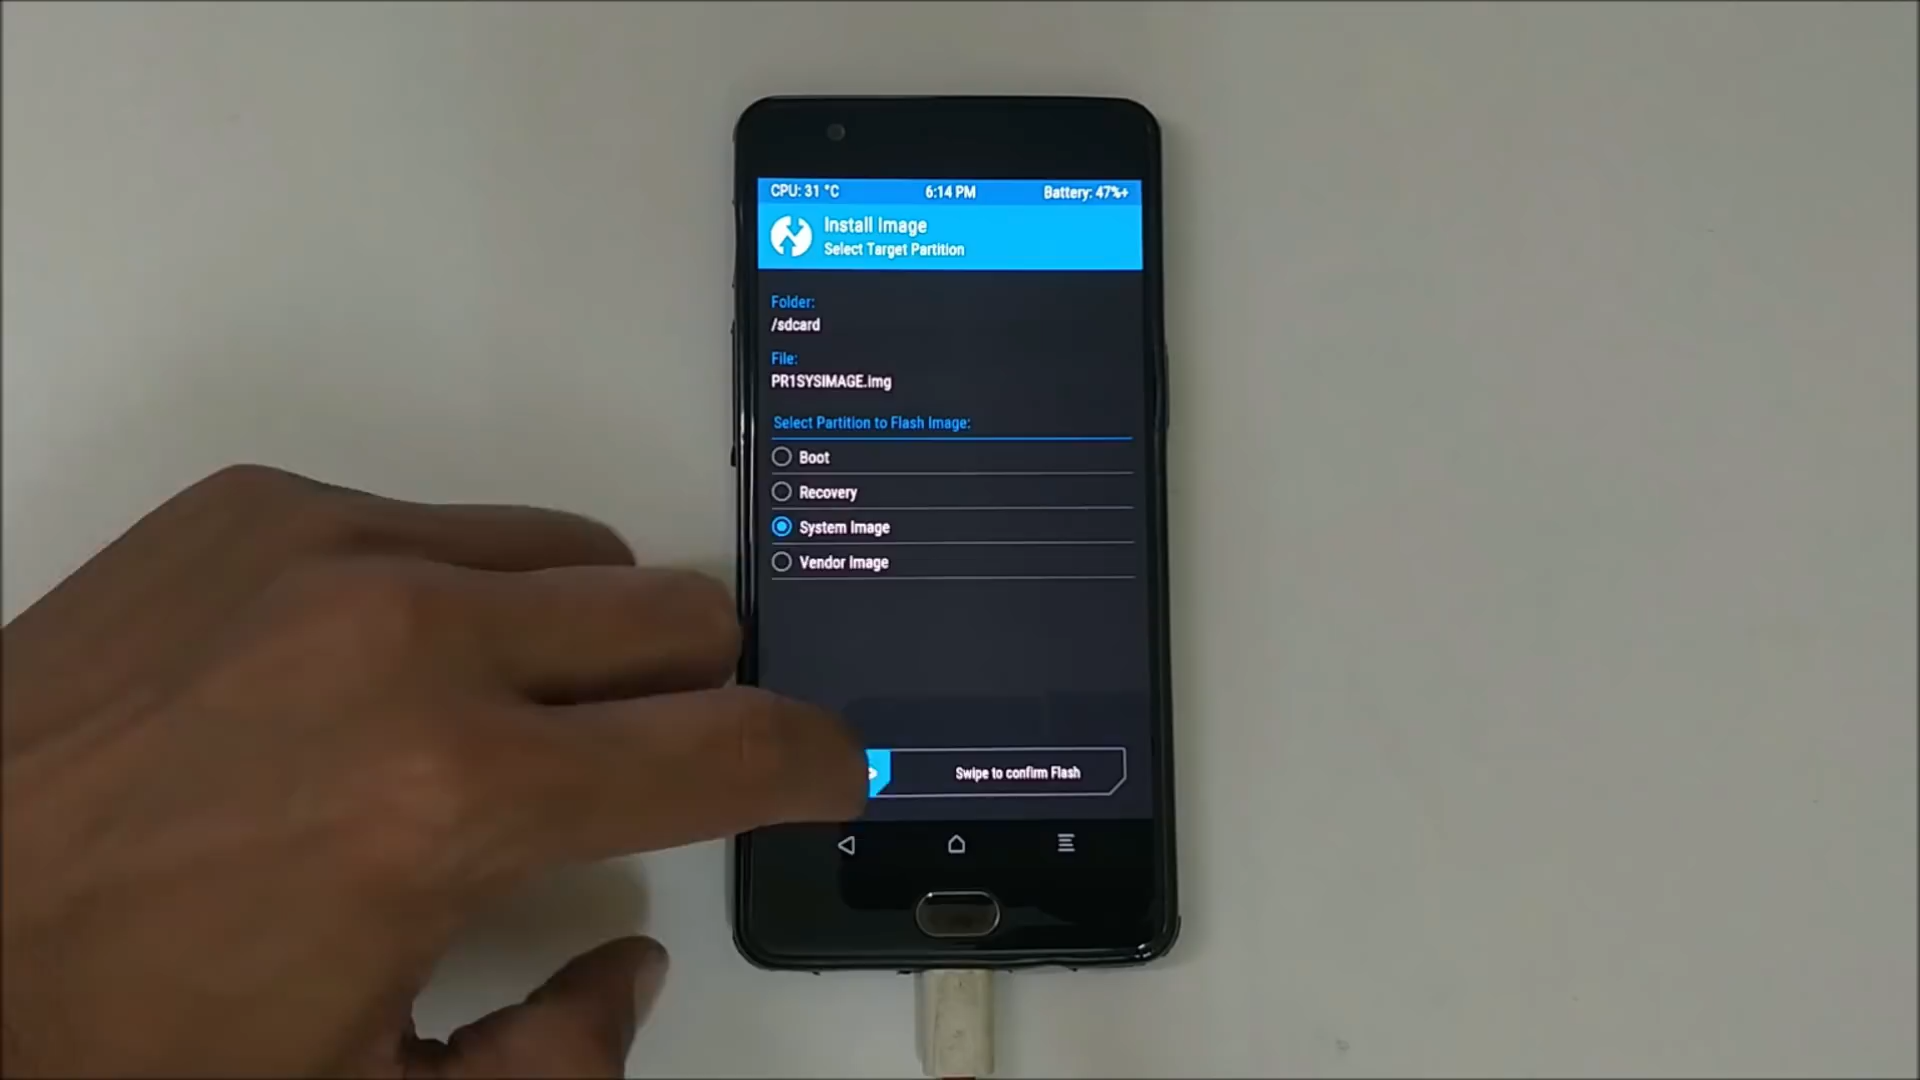 CPU: 31 °C 6:14 PM Battery: 47%+
Install Image
Select Target Partition
Folder:
/sdcard
File:
PR1SYSIMAGE.img
Select Partition to Flash Image:
Boot
Recovery
System Image
Vendor Image
Swipe to confirm Flash